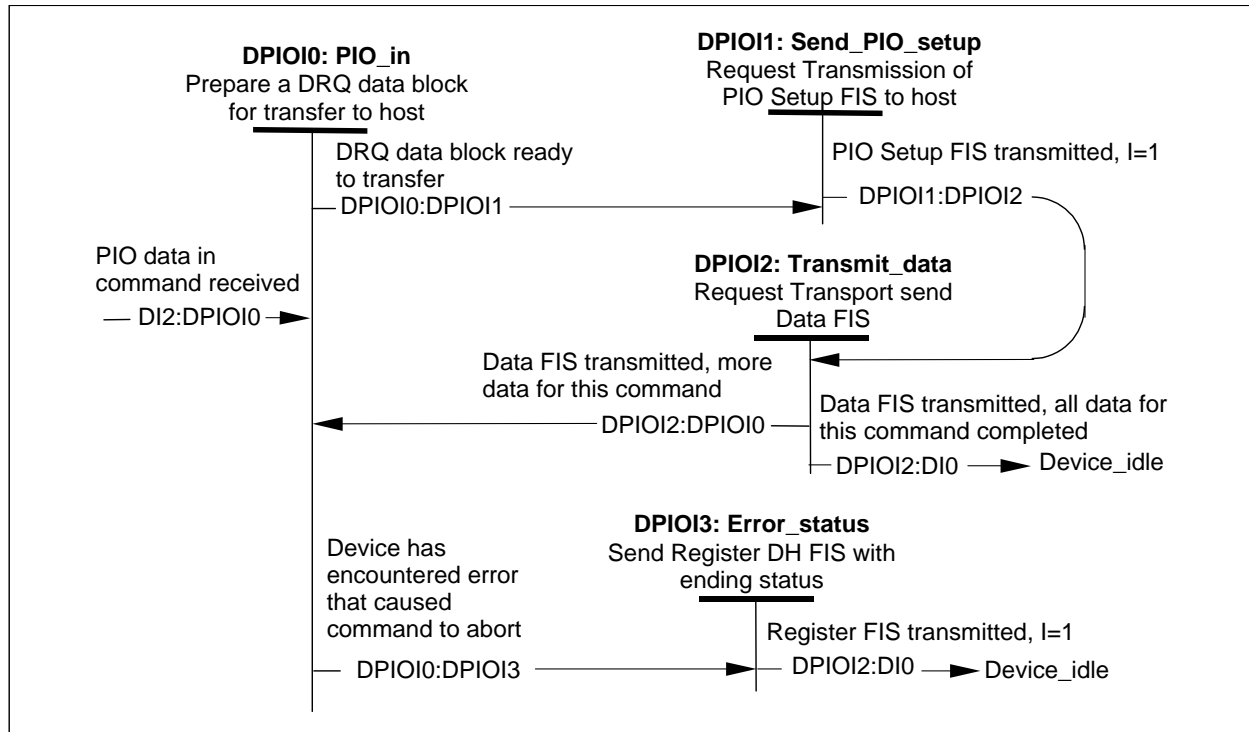 DPIOI0: PIO_in
Prepare a DRQ data block
for transfer to host
DPIOI1: Send_PIO_setup
Request Transmission of
PIO Setup FIS to host
DRQ data block ready
to transfer
DPIOI0:DPIOI1
PIO Setup FIS transmitted, I=1
DPIOI1:DPIOI2
PIO data in
command received
DI2:DPIOI0
DPIOI2: Transmit_data
Request Transport send
Data FIS
Data FIS transmitted, more
data for this command
DPIOI2:DPIOI0
Data FIS transmitted, all data for
this command completed
DPIOI2:DI0
Device_idle
DPIOI3: Error_status
Send Register DH FIS with
ending status
Device has
encountered error
that caused
command to abort
DPIOI0:DPIOI3
Register FIS transmitted, I=1
DPIOI2:DI0
Device_idle